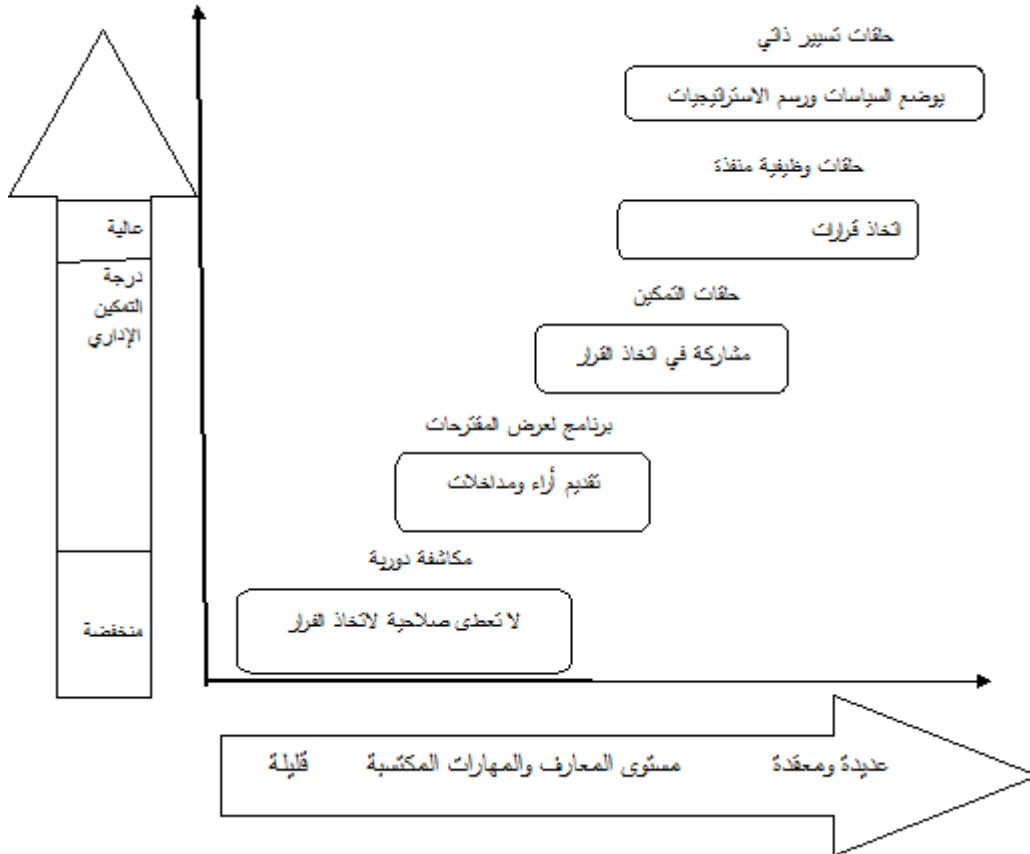 حلقات تسيير ذاتي
يوضع السياسات ورسم الاستراتيجيات
حلقات وظيفية منفذة
اتخاذ قرارات
حلقات التمكين
مشاركة في اتخاذ القرار
برنامج لعرض المقترحات
تقديم أراء ومداخلات
مكاشفة دورية
لا تعطى صلاحية لاتخاذ القرار
عالية
درجة
التمكين
الإداري
منخفضة
قليلة مستوى المعارف والمهارات المكتسبة عديدة ومعقدة